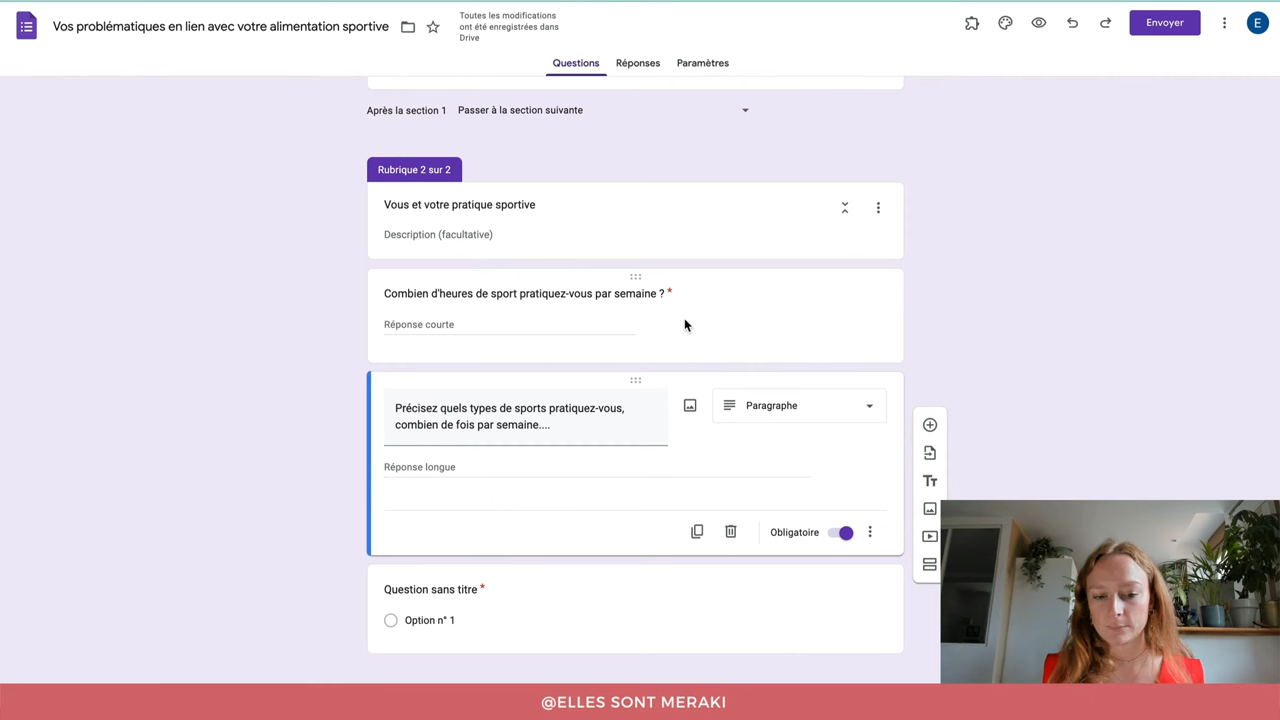 Vos problématiques en lien avec votre alimentation sportive
Toutes les modifications
ont été enregistrées dans
Drive
Envoyer
E
Questions
Réponses
Paramètres
Après la section 1
Passer à la section suivante
Rubrique 2 sur 2
Vous et votre pratique sportive
Description (facultative)
Combien d'heures de sport pratiquez-vous par semaine ? *
Réponse courte
Précisez quels types de sports pratiquez-vous,
combien de fois par semaine....
Paragraphe
Réponse longue
Obligatoire
Tт
Question sans titre *
Option n° 1
@ELLES SONT MERAKI